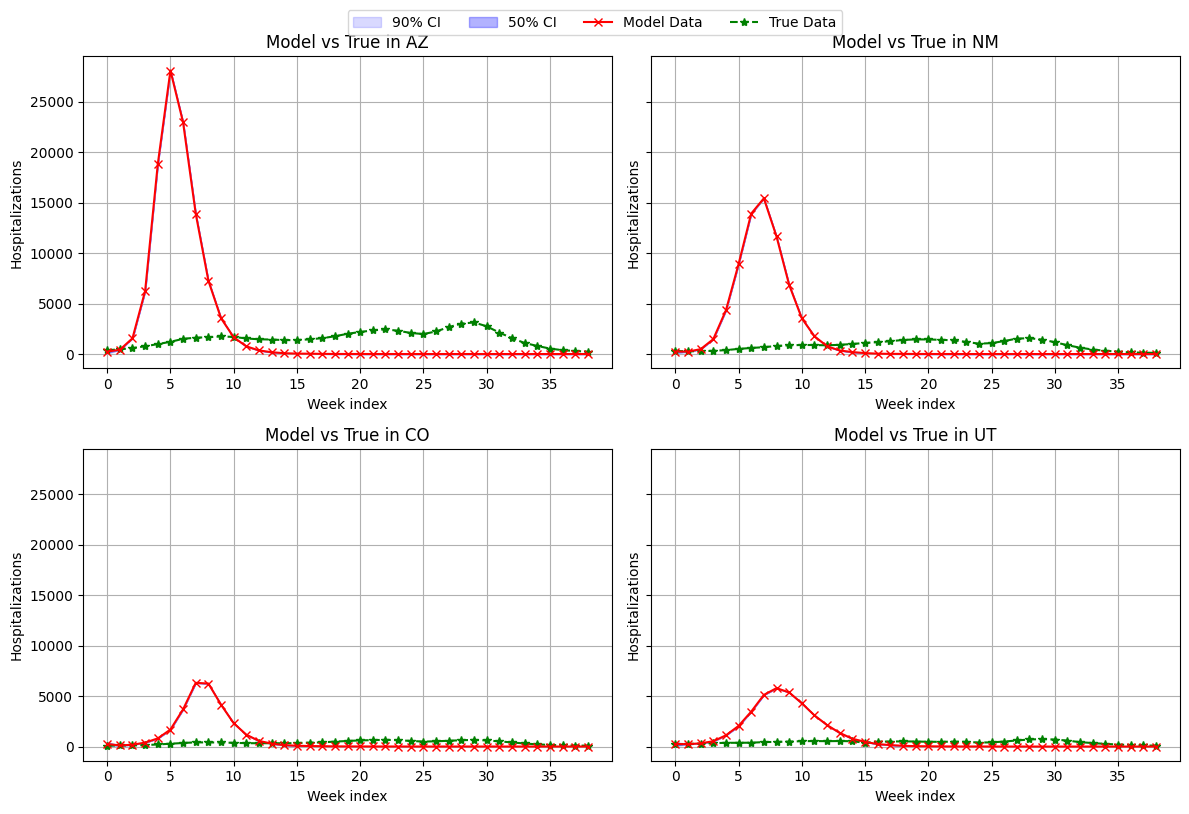 90% CI 50% CI Model Data True Data
Model vs True in AZ
Hospitalizations
25000
20000
15000
10000
5000
0
0 5 10 15 20 25 30 35
Week index
Model vs True in NM
Hospitalizations
0 5 10 15 20 25 30 35
Week index
Model vs True in CO
Hospitalizations
25000
20000
15000
10000
5000
0
0 5 10 15 20 25 30 35
Week index
Model vs True in UT
Hospitalizations
0 5 10 15 20 25 30 35
Week index